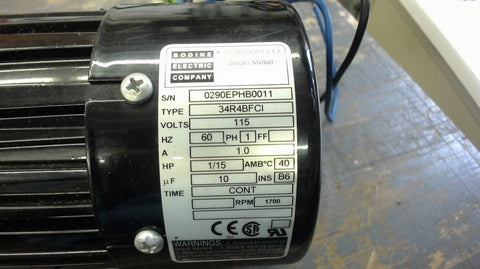 BODINE
ELECTRIC
COMPANY
Small Motor
S/N 0290EPHB0011
TYPE 34R4BFCI
VOLTS 115
HZ 60 PH 1 FF
A 1.0
HP 1/15 AMB°C 40
µF 10 INS B6
TIME CONT
RPM 1700
CE
WARNINGS: